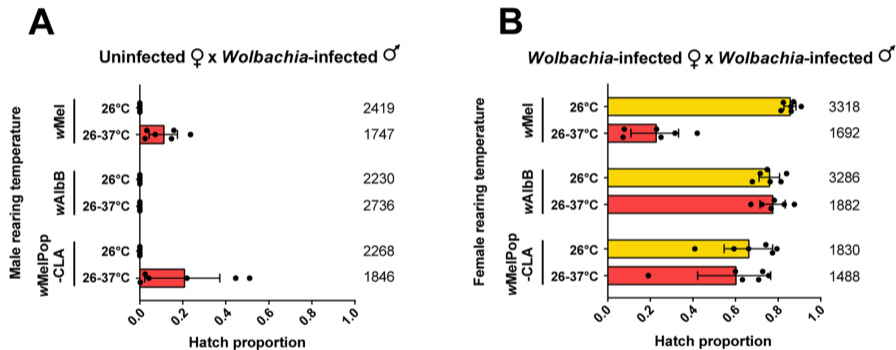 A
Uninfected ♀ x Wolbachia-infected ♂
Male rearing temperature
wMel
26°C 2419
26-37°C 1747
wAlbB
26°C 2230
26-37°C 2736
wMelPop
-CLA
26°C 2268
26-37°C 1846
0.0 0.2 0.4 0.6 0.8 1.0
Hatch proportion
B
Wolbachia-infected ♀ x Wolbachia-infected ♂
Female rearing temperature
wMel
26°C 3318
26-37°C 1692
wAlbB
26°C 3286
26-37°C 1882
wMelPop
-CLA
26°C 1830
26-37°C 1488
0.0 0.2 0.4 0.6 0.8 1.0
Hatch proportion